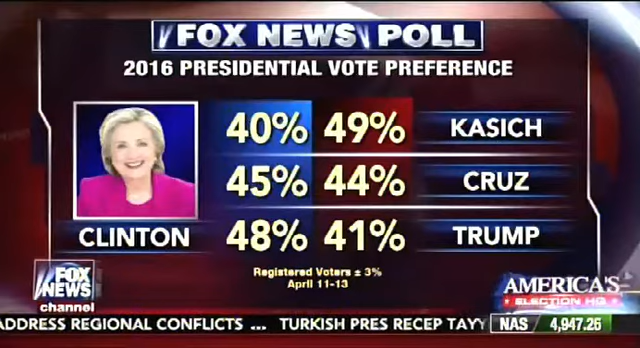 FOX NEWS POLL
2016 PRESIDENTIAL VOTE PREFERENCE
40% 49% KASICH
45% 44% CRUZ
CLINTON 48% 41% TRUMP
Registered Voters ± 3%
April 11-13
FOX
NEWS
channel
AMERICA'S
ELECTION HQ
ADDRESS REGIONAL CONFLICTS ... TURKISH PRES RECEP TAYY
NAS 4,947.26